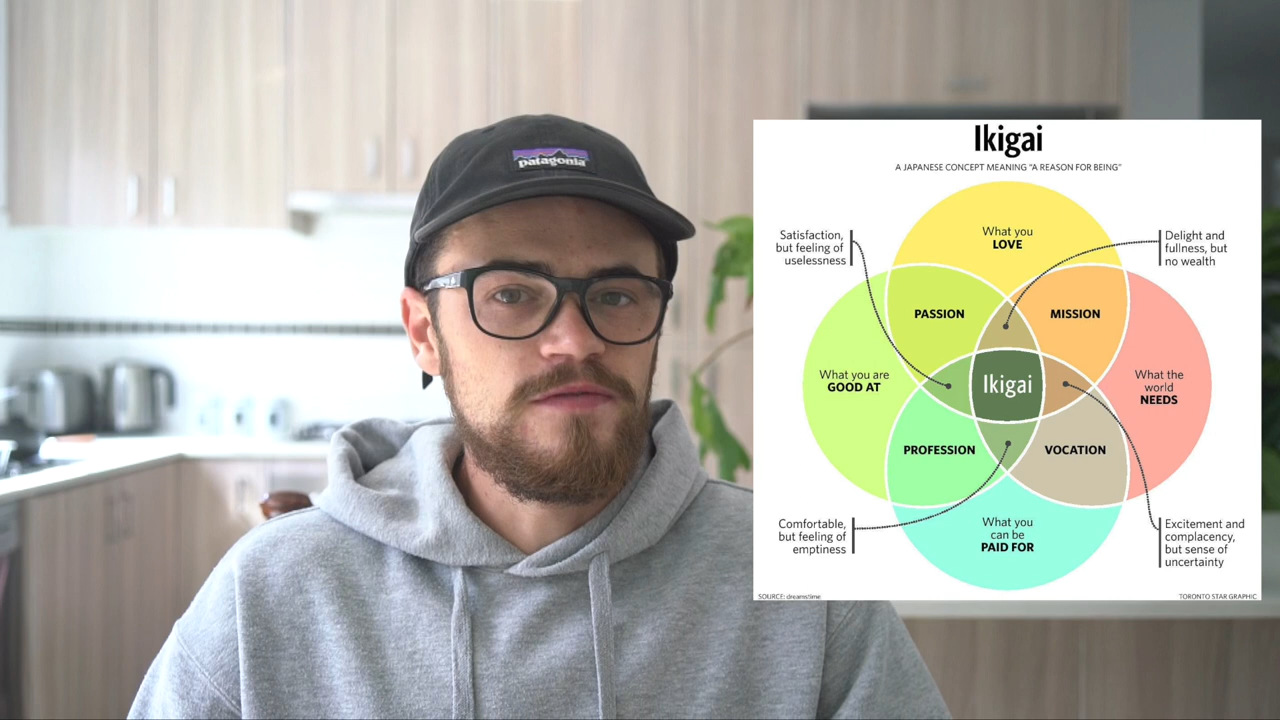 patagonia
Ikigai
A JAPANESE CONCEPT MEANING "A REASON FOR BEING"
Satisfaction,
but feeling of
uselessness
What you
LOVE
Delight and
fullness, but
no wealth
PASSION
MISSION
What you are
GOOD AT
Ikigai
What the
world
NEEDS
PROFESSION
VOCATION
Comfortable,
but feeling of
emptiness
What you
can be
PAID FOR
Excitement and
complacency,
but sense of
uncertainty
SOURCE: dreamstime
TORONTO STAR GRAPHIC